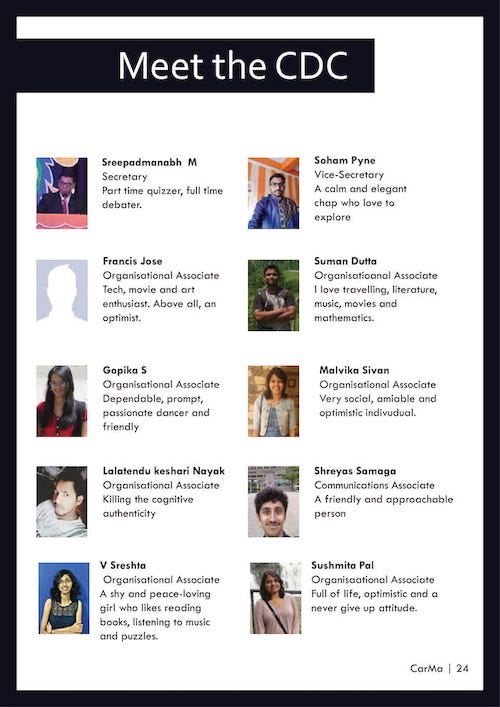 Meet the CDC
Sreepadmanabh M
Secretary
Part time quizzer, full time
debater.
Soham Pyne
Vice-Secretary
A calm and elegant
chap who love to
explore
Francis Jose
Organisational Associate
Tech, movie and art
enthusiast. Above all, an
optimist.
Suman Dutta
Organisatioanal Associate
I love travelling, literature,
music, movies and
mathematics.
Gopika S
Organisational Associate
Dependable, prompt,
passionate dancer and
friendly
Malvika Sivan
Organisational Associate
Very social, amiable and
optimistic indivudual.
Lalatendu keshari Nayak
Organisational Associate
Killing the cognitive
authenticity
Shreyas Samaga
Communications Associate
A friendly and approachable
person
V Sreshta
Organisational Associate
A shy and peace-loving
girl who likes reading
books, listening to music
and puzzles.
Sushmita Pal
Organisaational Associate
Full of life, optimistic and a
never give up attitude.
CarMa | 24